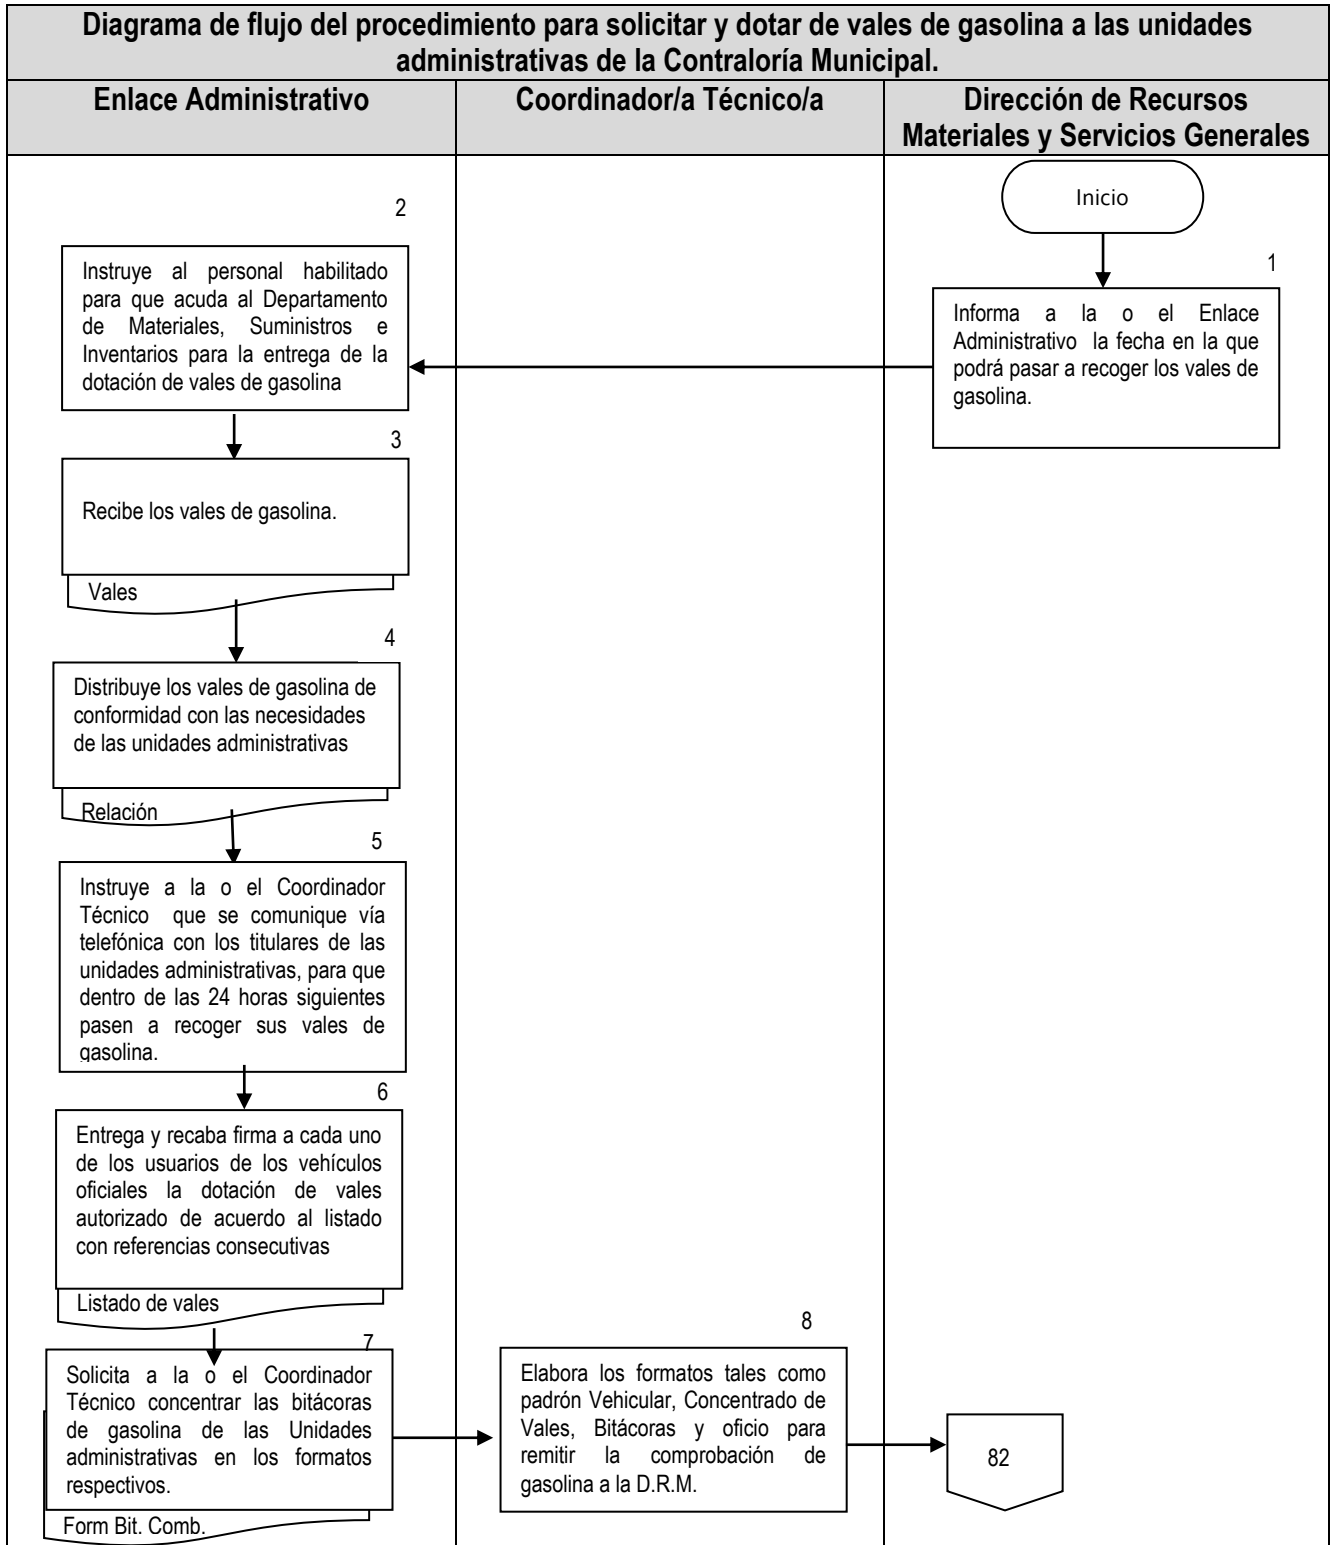 Diagrama de flujo del procedimiento para solicitar y dotar de vales de gasolina a las unidades
administrativas de la Contraloría Municipal.
Enlace Administrativo
Coordinador/a Técnico/a
Dirección de Recursos
Materiales y Servicios Generales
Inicio
1
Informa a la o el Enlace
Administrativo la fecha en la que
podrá pasar a recoger los vales de
gasolina.
2
Instruye al personal habilitado
para que acuda al Departamento
de Materiales, Suministros e
Inventarios para la entrega de la
dotación de vales de gasolina
3
Recibe los vales de gasolina.
Vales
4
Distribuye los vales de gasolina de
conformidad con las necesidades
de las unidades administrativas
Relación
5
Instruye a la o el Coordinador
Técnico que se comunique vía
telefónica con los titulares de las
unidades administrativas, para que
dentro de las 24 horas siguientes
pasen a recoger sus vales de
gasolina.
6
Entrega y recaba firma a cada uno
de los usuarios de los vehículos
oficiales la dotación de vales
autorizado de acuerdo al listado
con referencias consecutivas
Listado de vales
7
Solicita a la o el Coordinador
Técnico concentrar las bitácoras
de gasolina de las Unidades
administrativas en los formatos
respectivos.
Form Bit. Comb.
8
Elabora los formatos tales como
padrón Vehicular, Concentrado de
Vales, Bitácoras y oficio para
remitir la comprobación de
gasolina a la D.R.M.
82